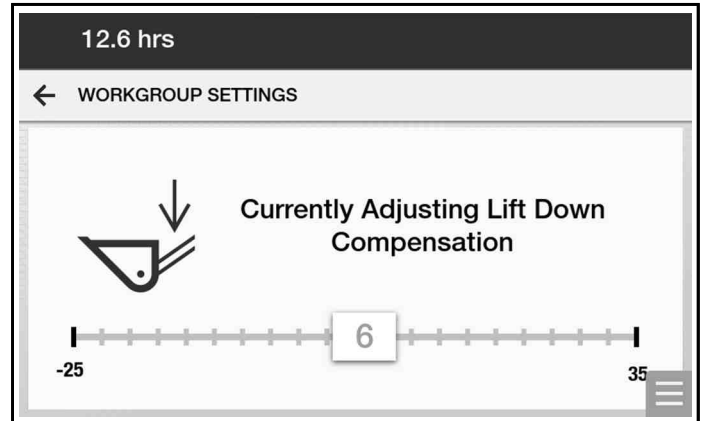 12.6 hrs
WORKGROUP SETTINGS
Currently Adjusting Lift Down
Compensation
6
-25
35